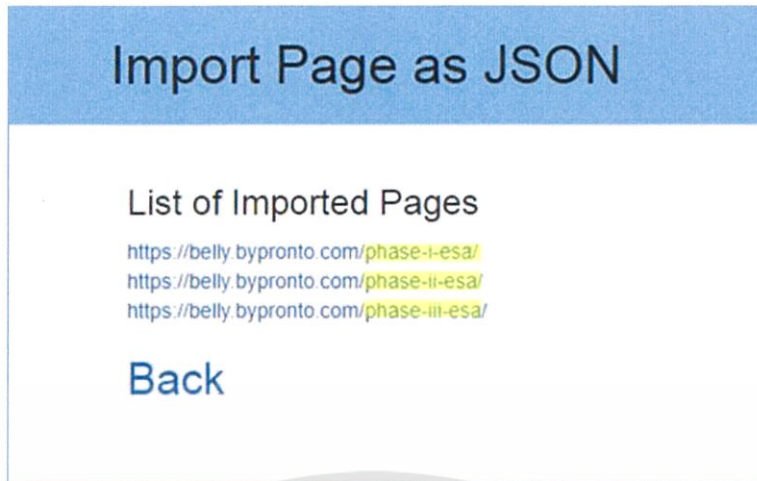 Import Page as JSON
List of Imported Pages
https://belly.bypronto.com/phase-i-esa/
https://belly.bypronto.com/phase-ii-esa/
https://belly.bypronto.com/phase-iii-esa/
Back